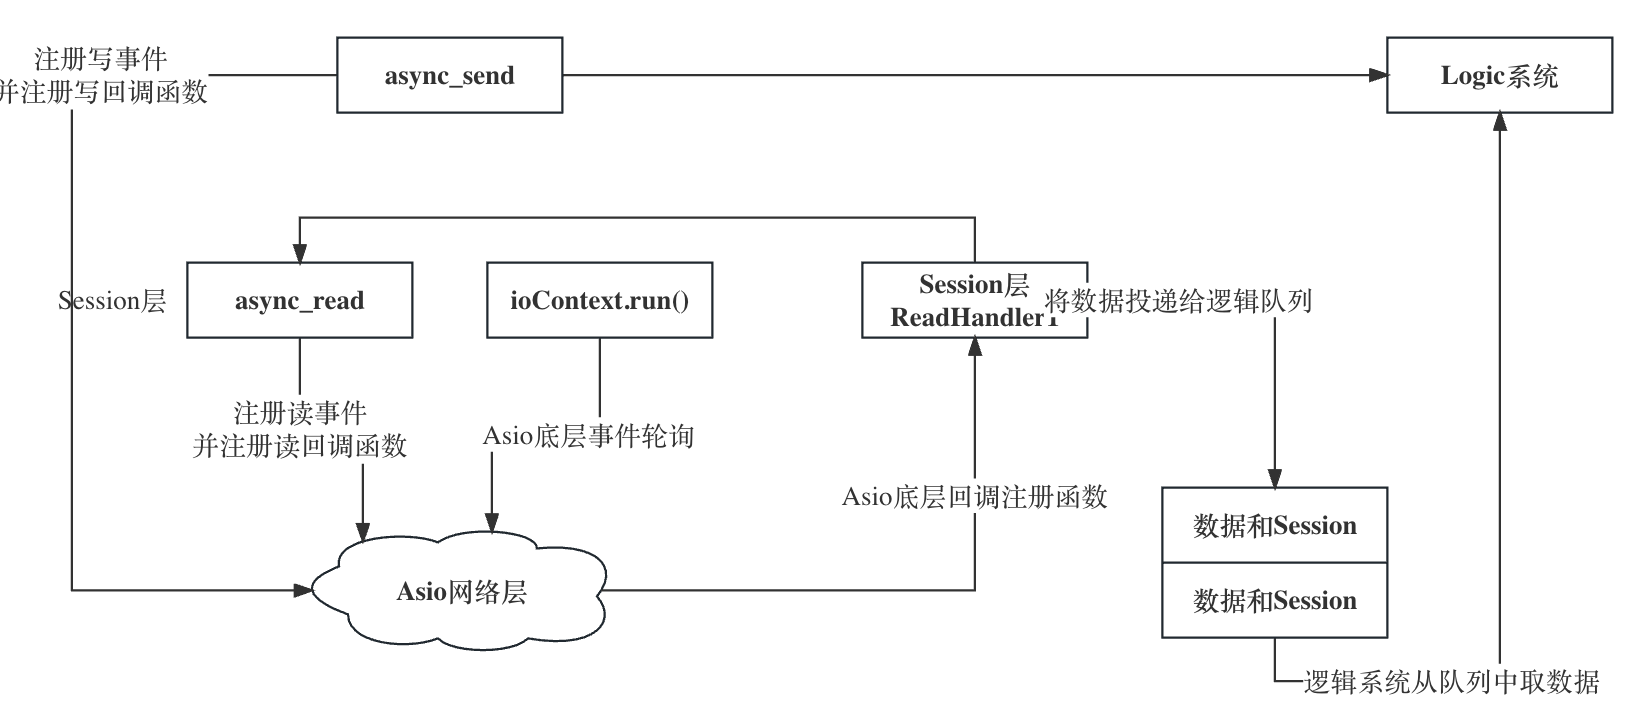 注册写事件
并注册写回调函数
async_send
Logic系统
Session层
async_read
ioContext.run()
Session层
ReadHandler1
将数据投递给逻辑队列
注册读事件
并注册读回调函数
Asio底层事件轮询
Asio底层回调注册函数
数据和Session
数据和Session
Asio网络层
逻辑系统从队列中取数据